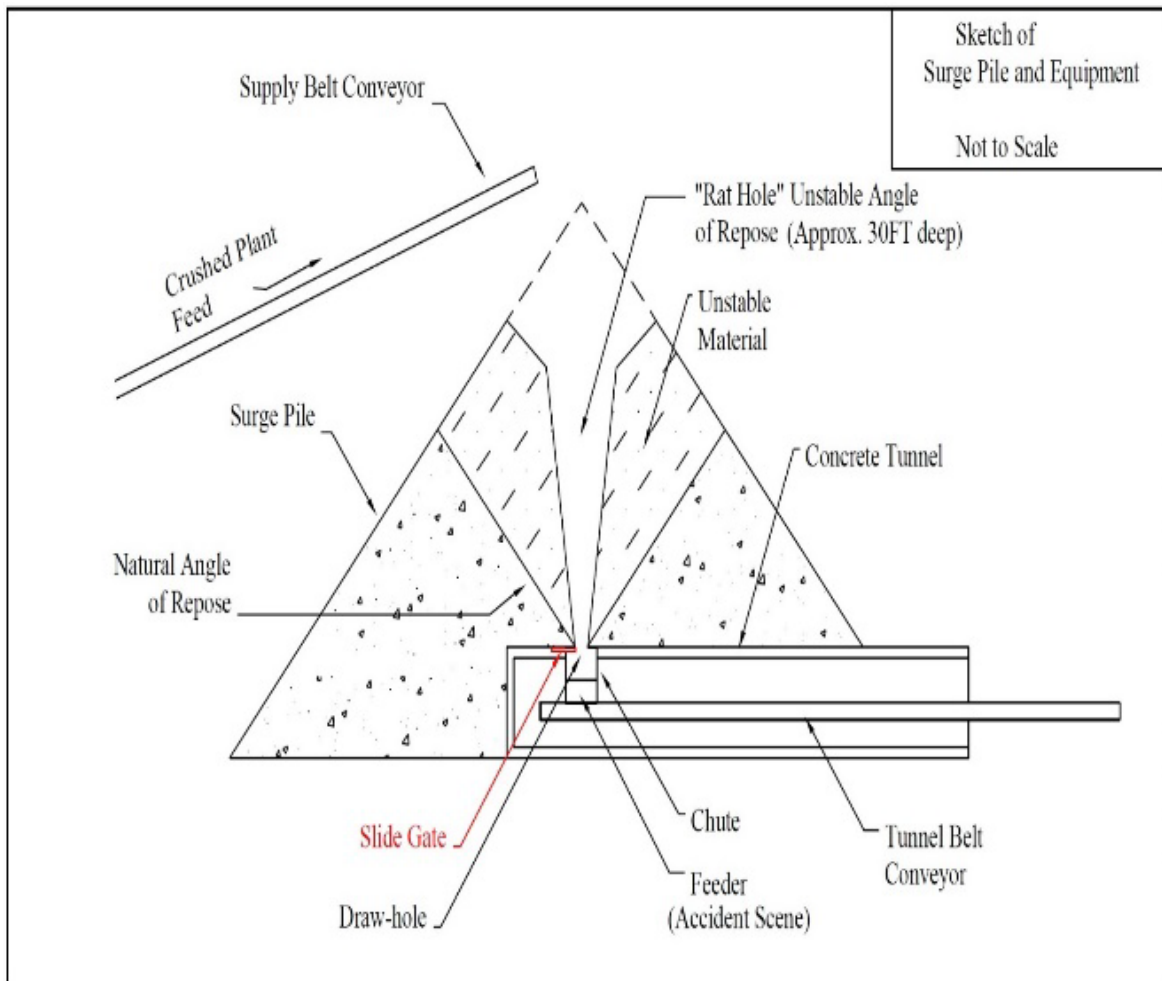 Sketch of
Surge Pile and Equipment
Not to Scale
Supply Belt Conveyor
"Rat Hole" Unstable Angle
of Repose (Approx. 30FT deep)
Crushed Plant
Feed
Unstable
Material
Surge Pile
Concrete Tunnel
Natural Angle
of Repose
Slide Gate
Chute
Tunnel Belt
Conveyor
Draw-hole
Feeder
(Accident Scene)